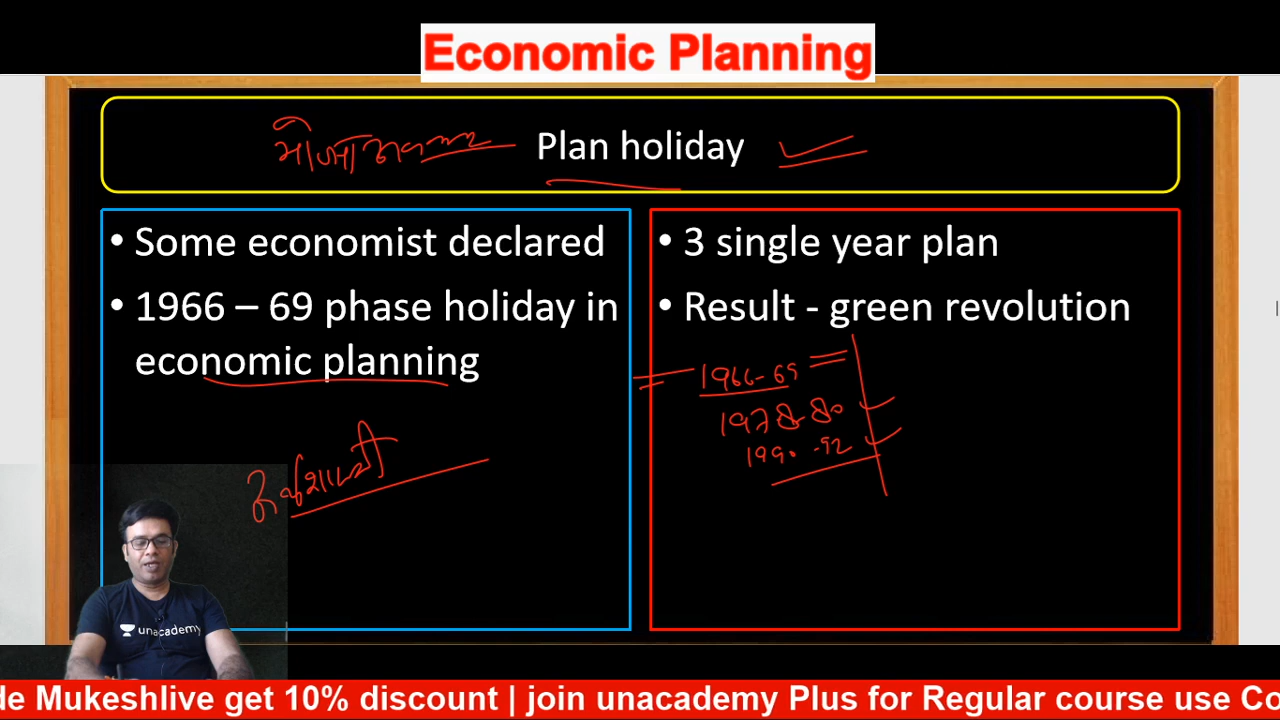 Economic Planning
Plan holiday
• Some economist declared
• 1966 – 69 phase holiday in
economic planning
• 3 single year plan
• Result - green revolution
1966-69
1978-80
1990-92
unacademy
de Mukeshlive get 10% discount | join unacademy Plus for Regular course use Co